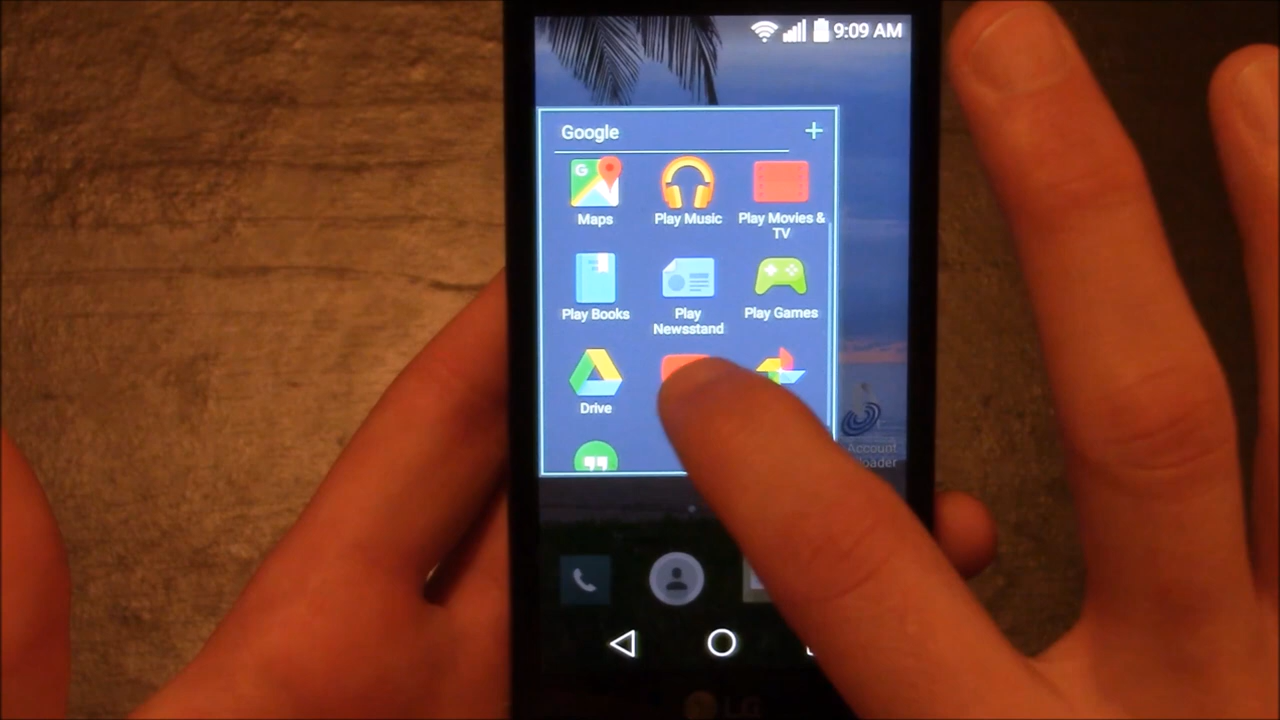 9:09 AM
Google
+
G
Maps
Play Music
Play Movies &
TV
Play Books
Play
Newsstand
Play Games
Drive
Account
LG